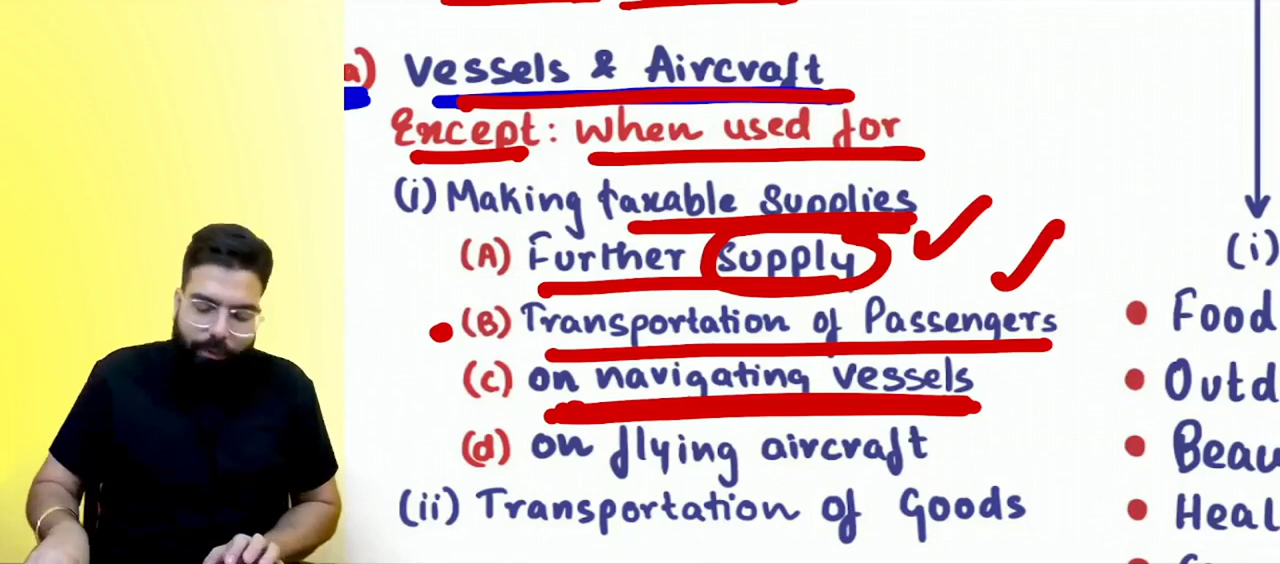 a) Vessels & Aircraft
Except: When used for
(i) Making taxable Supplies
(A) Further Supply
(B) Transportation of Passengers
(c) on navigating vessels
(d) on flying aircraft
(ii) Transportation of Goods
(i)
Food
Outd
Beau
Heal